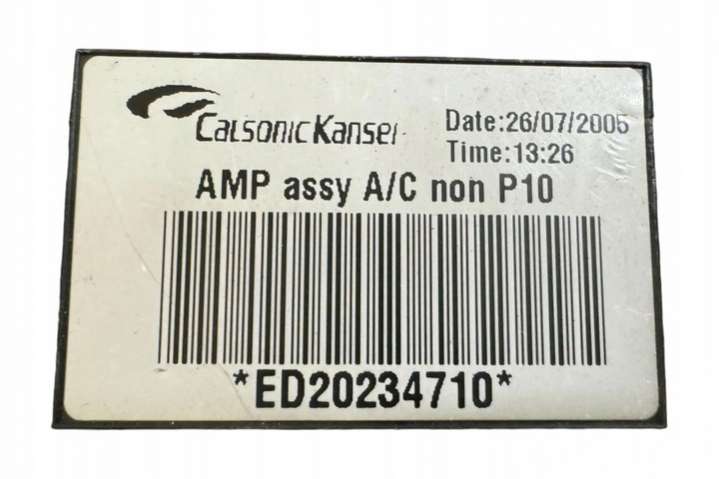 CalsonicKansei
Date:26/07/2005
Time:13:26
AMP assy A/C non P10
*ED20234710*